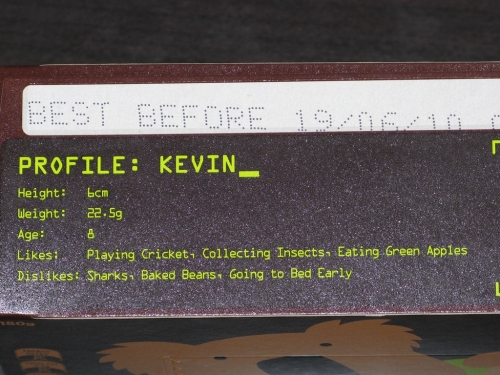 BEST BEFORE 19/06/10
PROFILE: KEVIN_
Height: 6cm
Weight: 22.5g
Age: 8
Likes: Playing Cricket, Collecting Insects, Eating Green Apples
Dislikes: Sharks, Baked Beans, Going to Bed Early